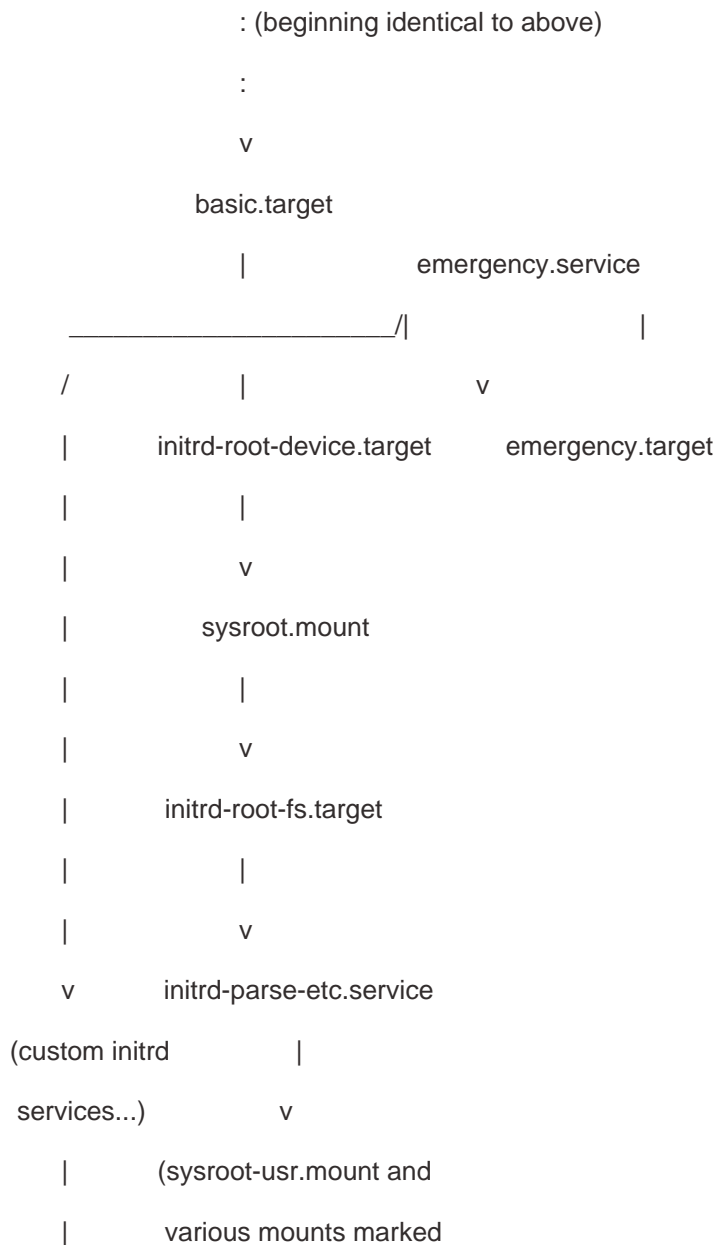 : (beginning identical to above)
:
v
basic.target
| emergency.service
______________________/| |
/ | v
| initrd-root-device.target emergency.target
| |
| v
| sysroot.mount
| |
| v
| initrd-root-fs.target
| |
| v
v initrd-parse-etc.service
(custom initrd |
services...) v
| (sysroot-usr.mount and
| various mounts marked